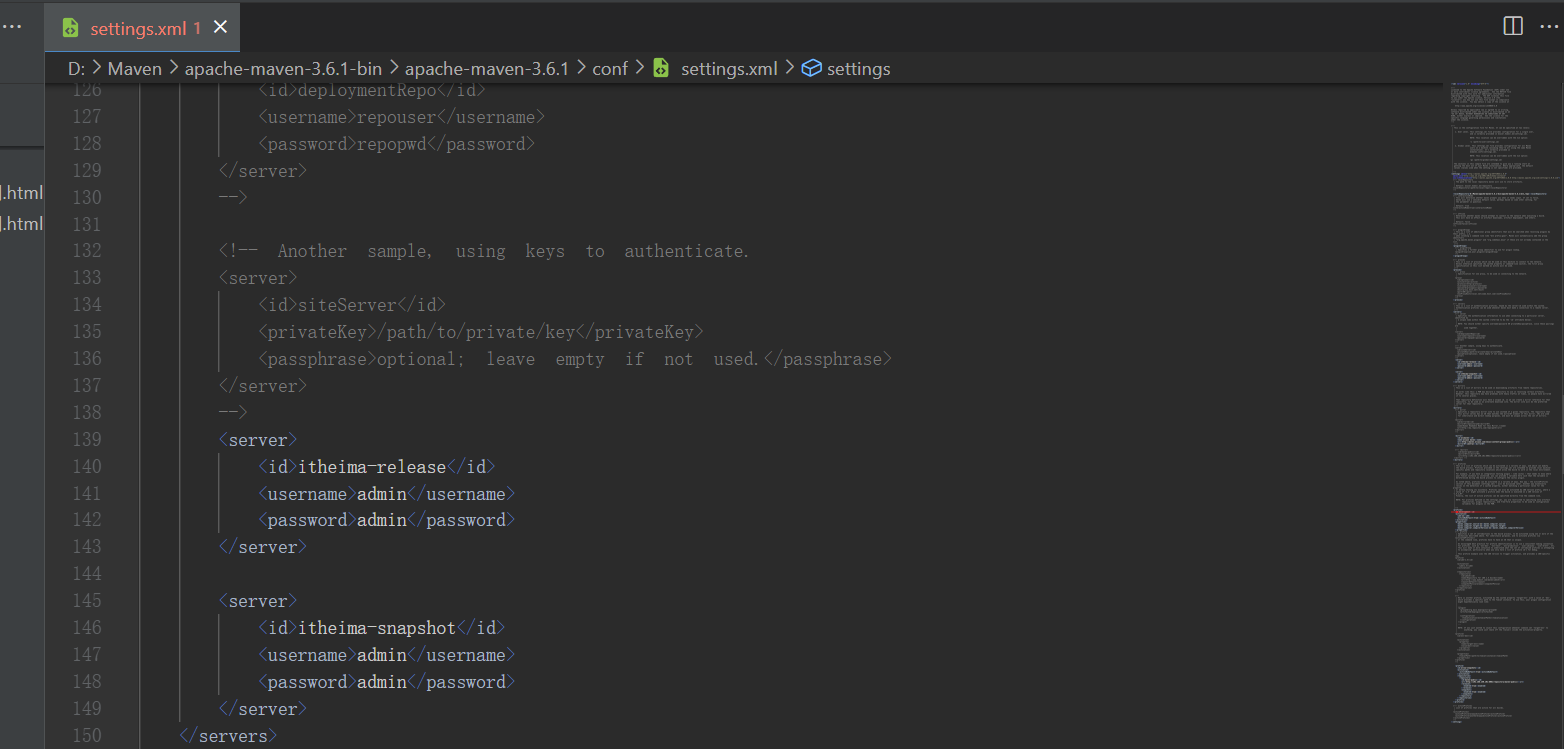 settings.xml 1
D: > Maven > apache-maven-3.6.1-bin > apache-maven-3.6.1 > conf > settings.xml > settings
].html
].html
126 <id>deploymentRepo</id>
127 <username>repouser</username>
128 <password>repopwd</password>
129 </server>
130 -->
131
132 <!-- Another sample, using keys to authenticate.
133 <server>
134 <id>siteServer</id>
135 <privateKey>/path/to/private/key</privateKey>
136 <passphrase>optional; leave empty if not used.</passphrase>
137 </server>
138 -->
139 <server>
140 <id>itheima-release</id>
141 <username>admin</username>
142 <password>admin</password>
143 </server>
144
145 <server>
146 <id>itheima-snapshot</id>
147 <username>admin</username>
148 <password>admin</password>
149 </server>
150 </servers>